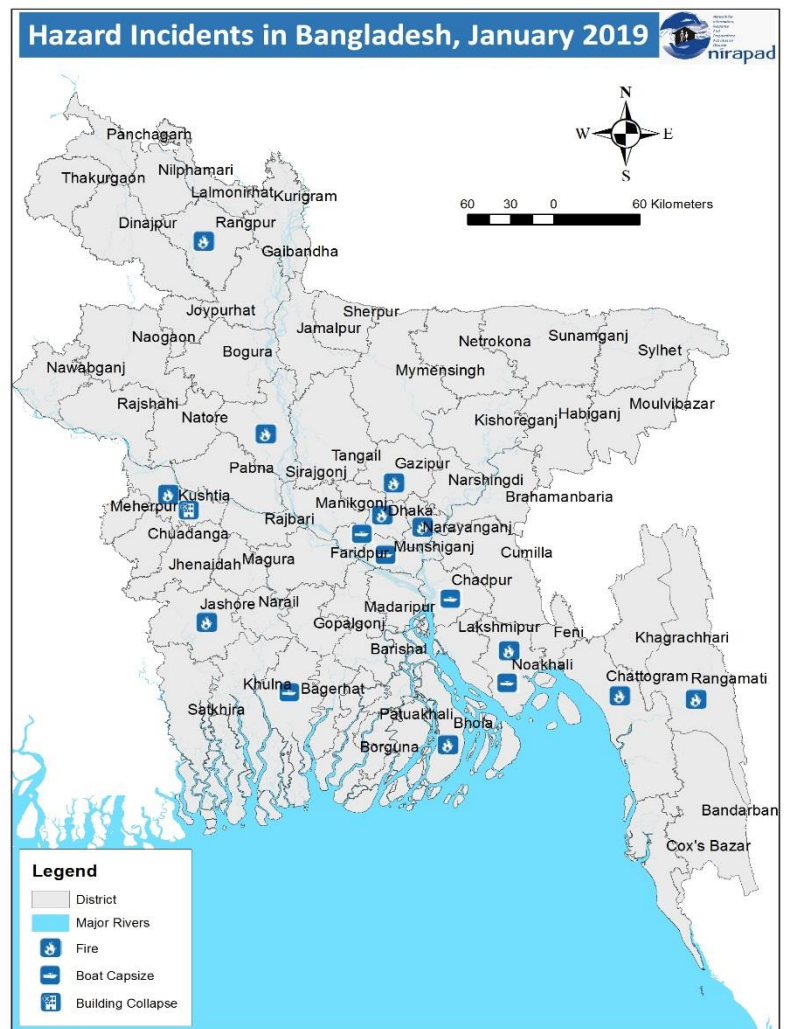 Hazard Incidents in Bangladesh, January 2019
nirapad
N
W E
S
60 30 0 60 Kilometers
Panchagarh
Nilphamari
Thakurgaon
Lalmonirhat
Kurigram
Dinajpur
Rangpur
Gaibandha
Joypurhat
Sherpur
Jamalpur
Naogaon
Netrokona
Sunamganj
Bogura
Sylhet
Nawabganj
Mymensingh
Rajshahi
Moulvibazar
Natore
Kishoreganj
Habiganj
Tangail
Gazipur
Pabna
Sirajgonj
Narshingdi
Kushtia
Brahamanbaria
Meherpur
Manikgonj
Dhaka
Rajbari
Narayanganj
Chuadanga
Faridpur
Munshiganj
Cumilla
Jhenaidah
Magura
Chadpur
Jashore
Narail
Madaripur
Gopalgonj
Lakshmipur
Feni
Khagrachhari
Barishal
Noakhali
Chattogram
Rangamati
Khulna
Bagerhat
Satkhira
Patuakhali
Bhola
Borguna
Bandarban
Cox's Bazar
Legend
District
Major Rivers
Fire
Boat Capsize
Building Collapse